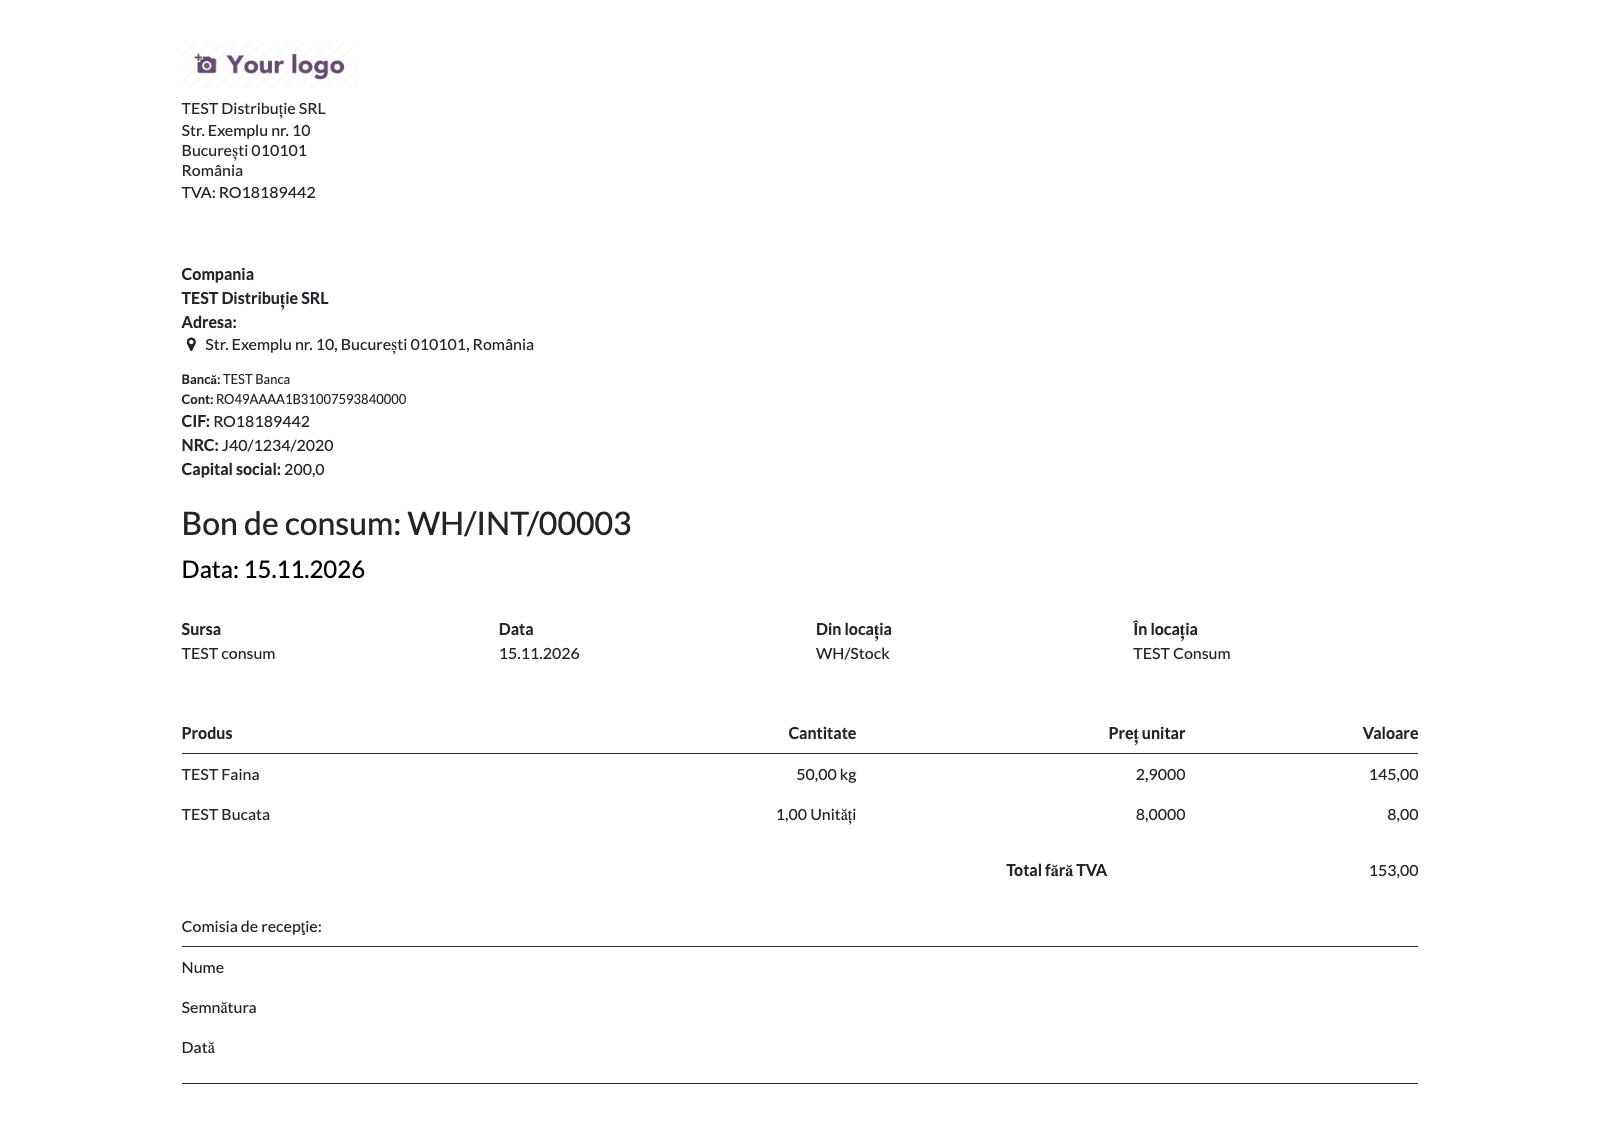 Your logo
TEST Distribuție SRL
Str. Exemplu nr. 10
București 010101
România
TVA: RO18189442
Compania
TEST Distribuție SRL
Adresa:
Str. Exemplu nr. 10, București 010101, România
Bancă: TEST Banca
Cont: RO49AAAA1B31007593840000
CIF: RO18189442
NRC: J40/1234/2020
Capital social: 200,0
Bon de consum: WH/INT/00003
Data: 15.11.2026
Sursa Data Din locația În locația
TEST consum 15.11.2026 WH/Stock TEST Consum
Produs Cantitate Preț unitar Valoare
TEST Faina 50,00 kg 2,9000 145,00
TEST Bucata 1,00 Unități 8,0000 8,00
Total fără TVA 153,00
Comisia de recepţie:
Nume
Semnătura
Dată